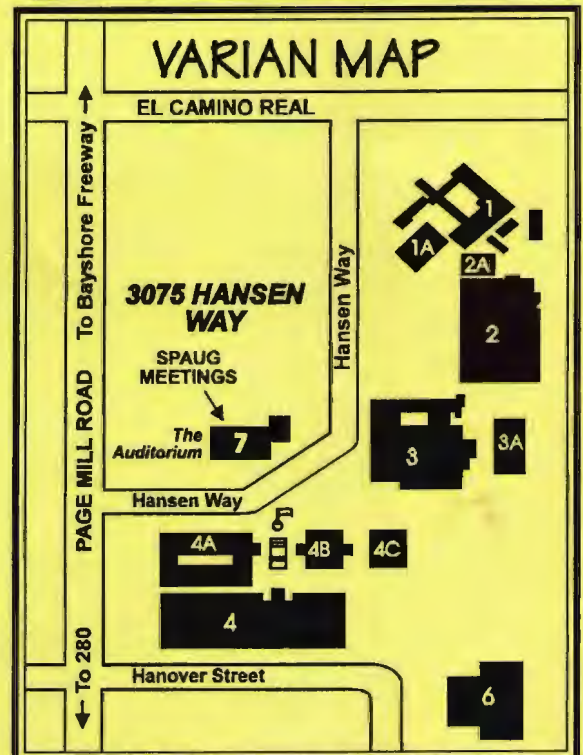 VARIAN MAP
EL CAMINO REAL
To Bayshore Freeway
PAGE MILL ROAD
To 280
Hansen Way
1
1A
2A
2
3075 HANSEN
WAY
SPAUG
MEETINGS
The
Auditorium
7
3
3A
Hansen Way
4A
4B
4C
4
Hanover Street
6